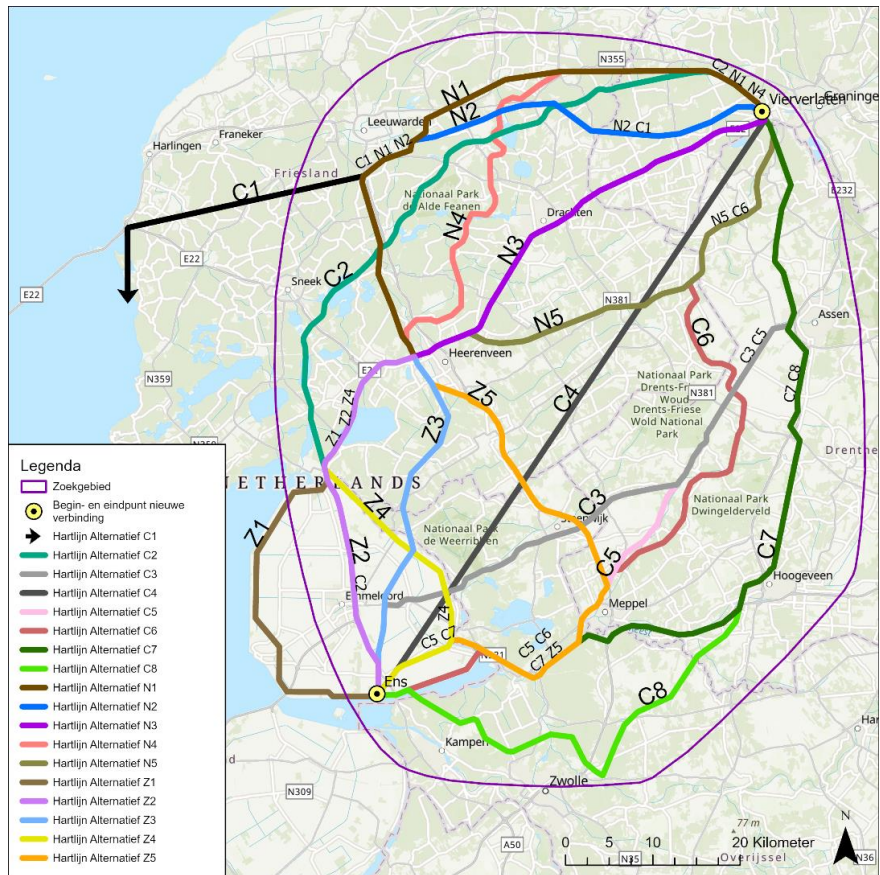 N355
C2 N1 N4
Groninge
Vierverlaten
N1
N2
Leeuwarden
Franeker
Harlingen
Friesland
C1 N1 N2
N2 C1
C1
E232
Nationaal Park
de Alde Feanen
Drachten
N4
N3
N5 C6
E22
E22
Sneek
C2
N381
Assen
N5
C6
C3 C5
Heerenveen
N359
Z5
Nationaal Park
Drents-Fr
Woud
Drents-Friese
Wold National
Park
N381
C7 C8
Z1 Z2 Z4
Z3
C4
Drenthe
NETHERLANDS
Z4
Z1
Nationaal Park
de Weerribben
C3
Nationaal Park
Dwingelderveld
Z2
C2
C7
C5
Hoogeveen
Meppel
Z4
C5 C7
C5 C6
C7 Z5
Ens
C8
Kampen
Zwolle
N309
A50
N35
N36
77 m
Overijssel
N
0 5 10 20 Kilometer
Legenda
Zoekgebied
Begin- en eindpunt nieuwe
verbinding
Hartlijn Alternatief C1
Hartlijn Alternatief C2
Hartlijn Alternatief C3
Hartlijn Alternatief C4
Hartlijn Alternatief C5
Hartlijn Alternatief C6
Hartlijn Alternatief C7
Hartlijn Alternatief C8
Hartlijn Alternatief N1
Hartlijn Alternatief N2
Hartlijn Alternatief N3
Hartlijn Alternatief N4
Hartlijn Alternatief N5
Hartlijn Alternatief Z1
Hartlijn Alternatief Z2
Hartlijn Alternatief Z3
Hartlijn Alternatief Z4
Hartlijn Alternatief Z5